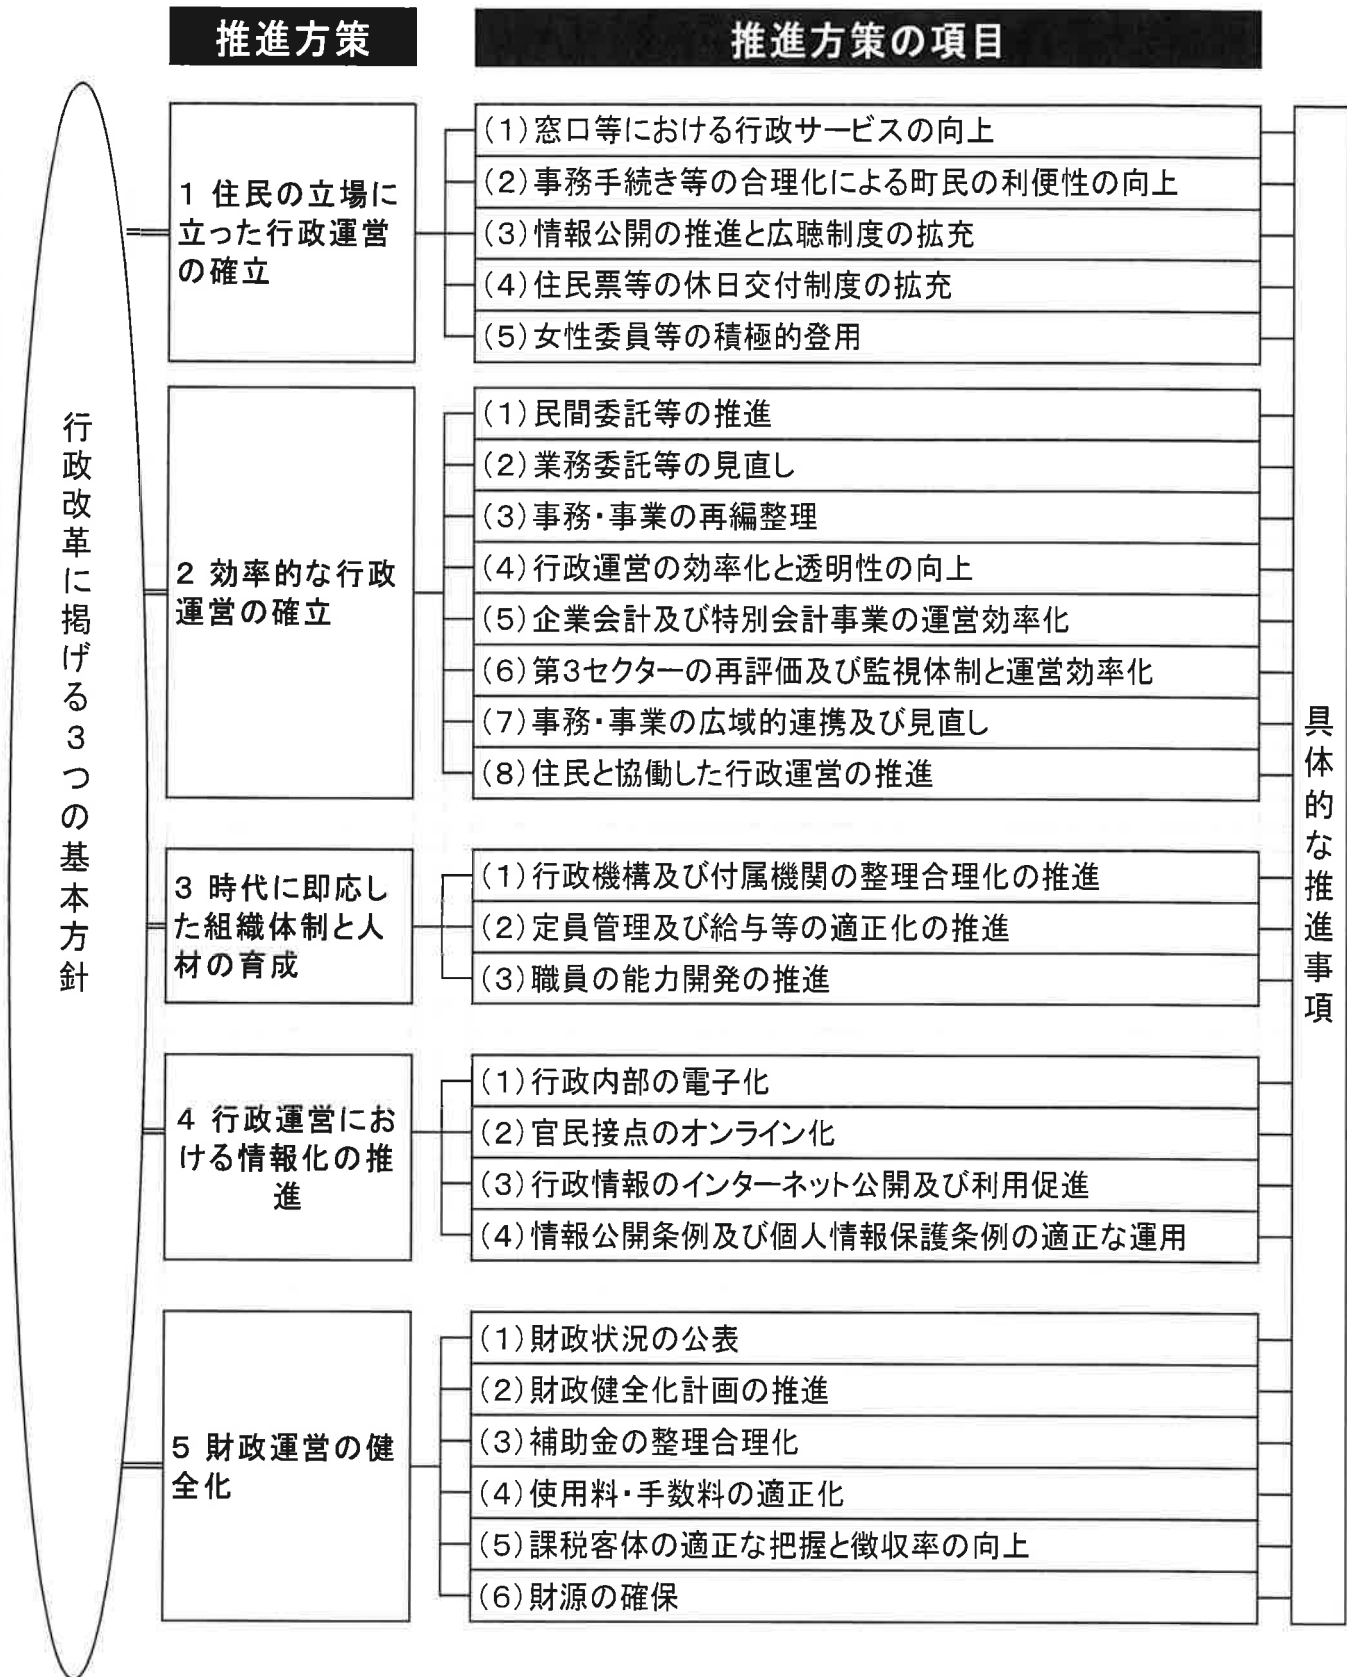 推進方策
推進方策の項目
行政改革に掲げる3つの基本方針
1 住民の立場に
立った行政運営
の確立
(1)窓口等における行政サービスの向上
(2)事務手続き等の合理化による町民の利便性の向上
(3)情報公開の推進と広聴制度の拡充
(4)住民票等の休日交付制度の拡充
(5)女性委員等の積極的登用
2 効率的な行政
運営の確立
(1)民間委託等の推進
(2)業務委託等の見直し
(3)事務・事業の再編整理
(4)行政運営の効率化と透明性の向上
(5)企業会計及び特別会計事業の運営効率化
(6)第3セクターの再評価及び監視体制と運営効率化
(7)事務・事業の広域的連携及び見直し
(8)住民と協働した行政運営の推進
3 時代に即応し
た組織体制と人
材の育成
(1)行政機構及び付属機関の整理合理化の推進
(2)定員管理及び給与等の適正化の推進
(3)職員の能力開発の推進
4 行政運営にお
ける情報化の推
進
(1)行政内部の電子化
(2)官民接点のオンライン化
(3)行政情報のインターネット公開及び利用促進
(4)情報公開条例及び個人情報保護条例の適正な運用
5 財政運営の健
全化
(1)財政状況の公表
(2)財政健全化計画の推進
(3)補助金の整理合理化
(4)使用料・手数料の適正化
(5)課税客体の適正な把握と徴収率の向上
(6)財源の確保
具体的な推進事項